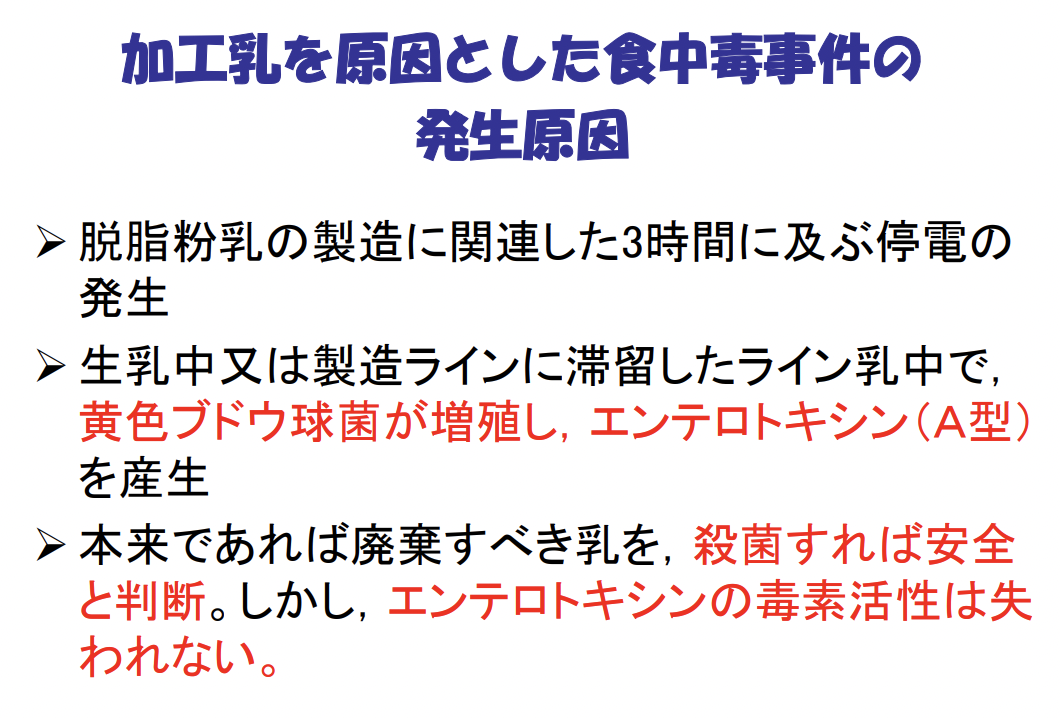 加工乳を原因とした食中毒事件の
発生原因
➢ 脱脂粉乳の製造に関連した3時間に及ぶ停電の
発生
➢ 生乳中又は製造ラインに滞留したライン乳中で,
黄色ブドウ球菌が増殖し, エンテロトキシン(A型)
を産生
➢ 本来であれば廃棄すべき乳を, 殺菌すれば安全
と判断。しかし, エンテロトキシンの毒素活性は失
われない。